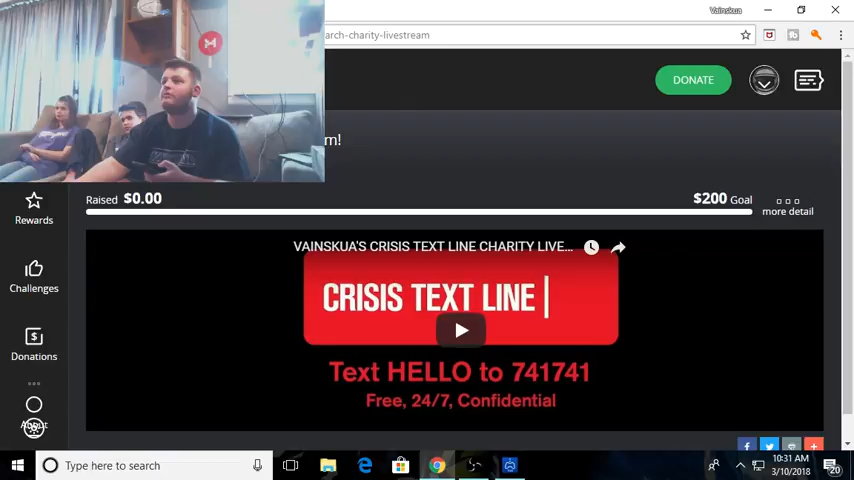 Vainskua
arch-charity-livestream
DONATE
m!
Raised $0.00
$200 Goal
more detail
Rewards
Challenges
Donations
About
VAINSKUA'S CRISIS TEXT LINE CHARITY LIVE...
CRISIS TEXT LINE |
Text HELLO to 741741
Free, 24/7, Confidential
Type here to search
10:31 AM
3/10/2018
20